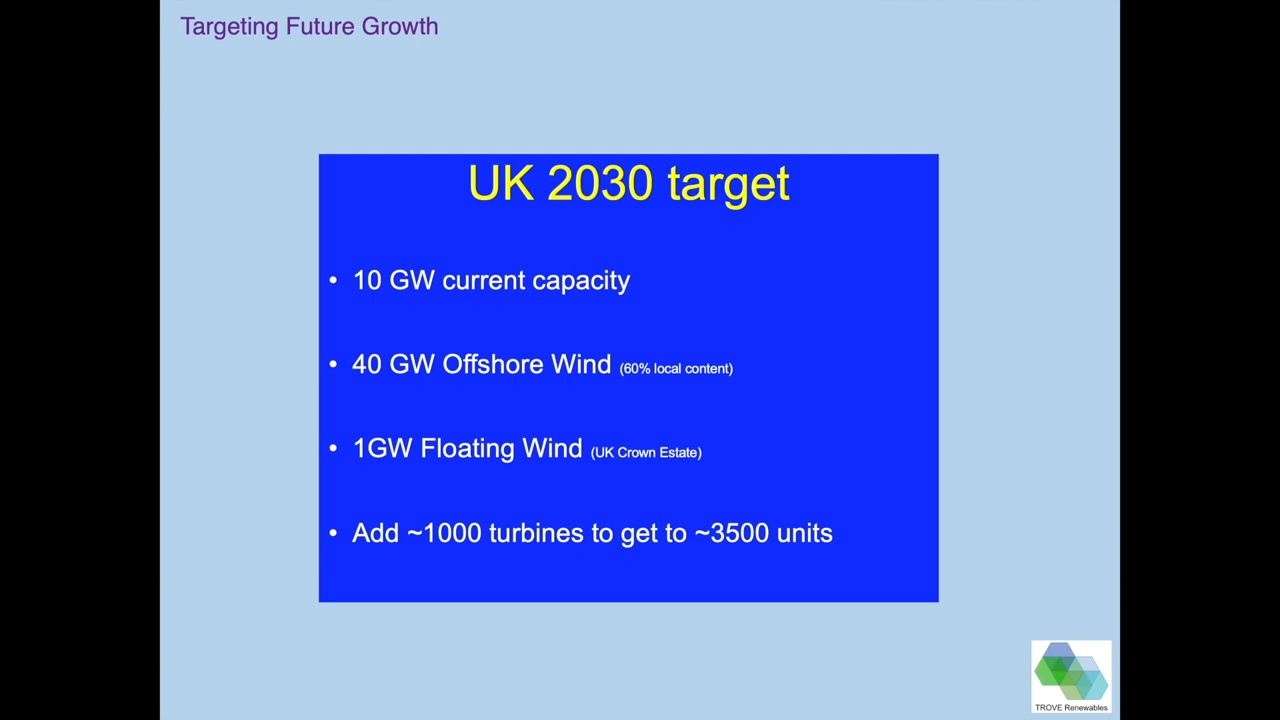 Targeting Future Growth
UK 2030 target
• 10 GW current capacity
• 40 GW Offshore Wind (60% local content)
• 1GW Floating Wind (UK Crown Estate)
• Add ~1000 turbines to get to ~3500 units
TROVE Renewables